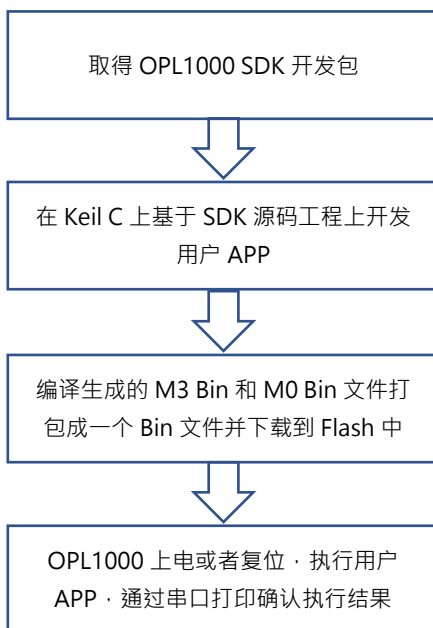 取得 OPL1000 SDK 开发包
在 Keil C 上基于 SDK 源码工程上开发
用户 APP
编译生成的 M3 Bin 和 M0 Bin 文件打
包成一个 Bin 文件并下载到 Flash 中
OPL1000 上电或者复位，执行用户
APP，通过串口打印确认执行结果